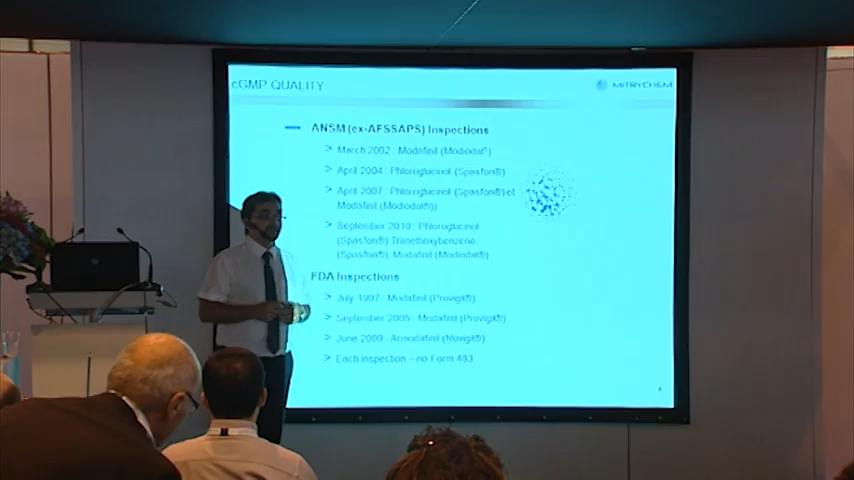 cGMP QUALITY
MITRYCHEM
ANSM (ex-AFSSAPS) Inspections
> March 2002 : Modafinil (Modiodal®)
> April 2004 : Phloroglucinol (Spasfon®)
> April 2007 : Phloroglucinol (Spasfon®) et
Modafinil (Modiodal®))
> September 2010 : Phloroglucinol
(Spasfon®) Trimethoxybenzene
(Spasfon®), Modafinil (Modiodal®)
FDA Inspections
> July 1997 : Modafinil (Provigil®)
> September 2005 : Modafinil (Provigil®)
> June 2009 : Armodafinil (Nuvigil®)
> Each inspection – no Form 483